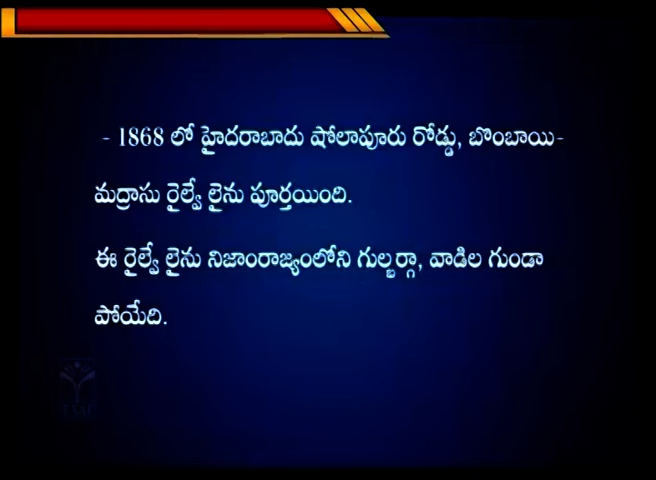 - 1868 లో హైదరాబాదు షోలాపూరు రోడ్డు, బొంబాయి-
మద్రాసు రైల్వే లైను పూర్తయింది.
ఈ రైల్వే లైను నిజాంరాజ్యంలోని గుల్బర్గా, వాడిల గుండా
పోయేది.